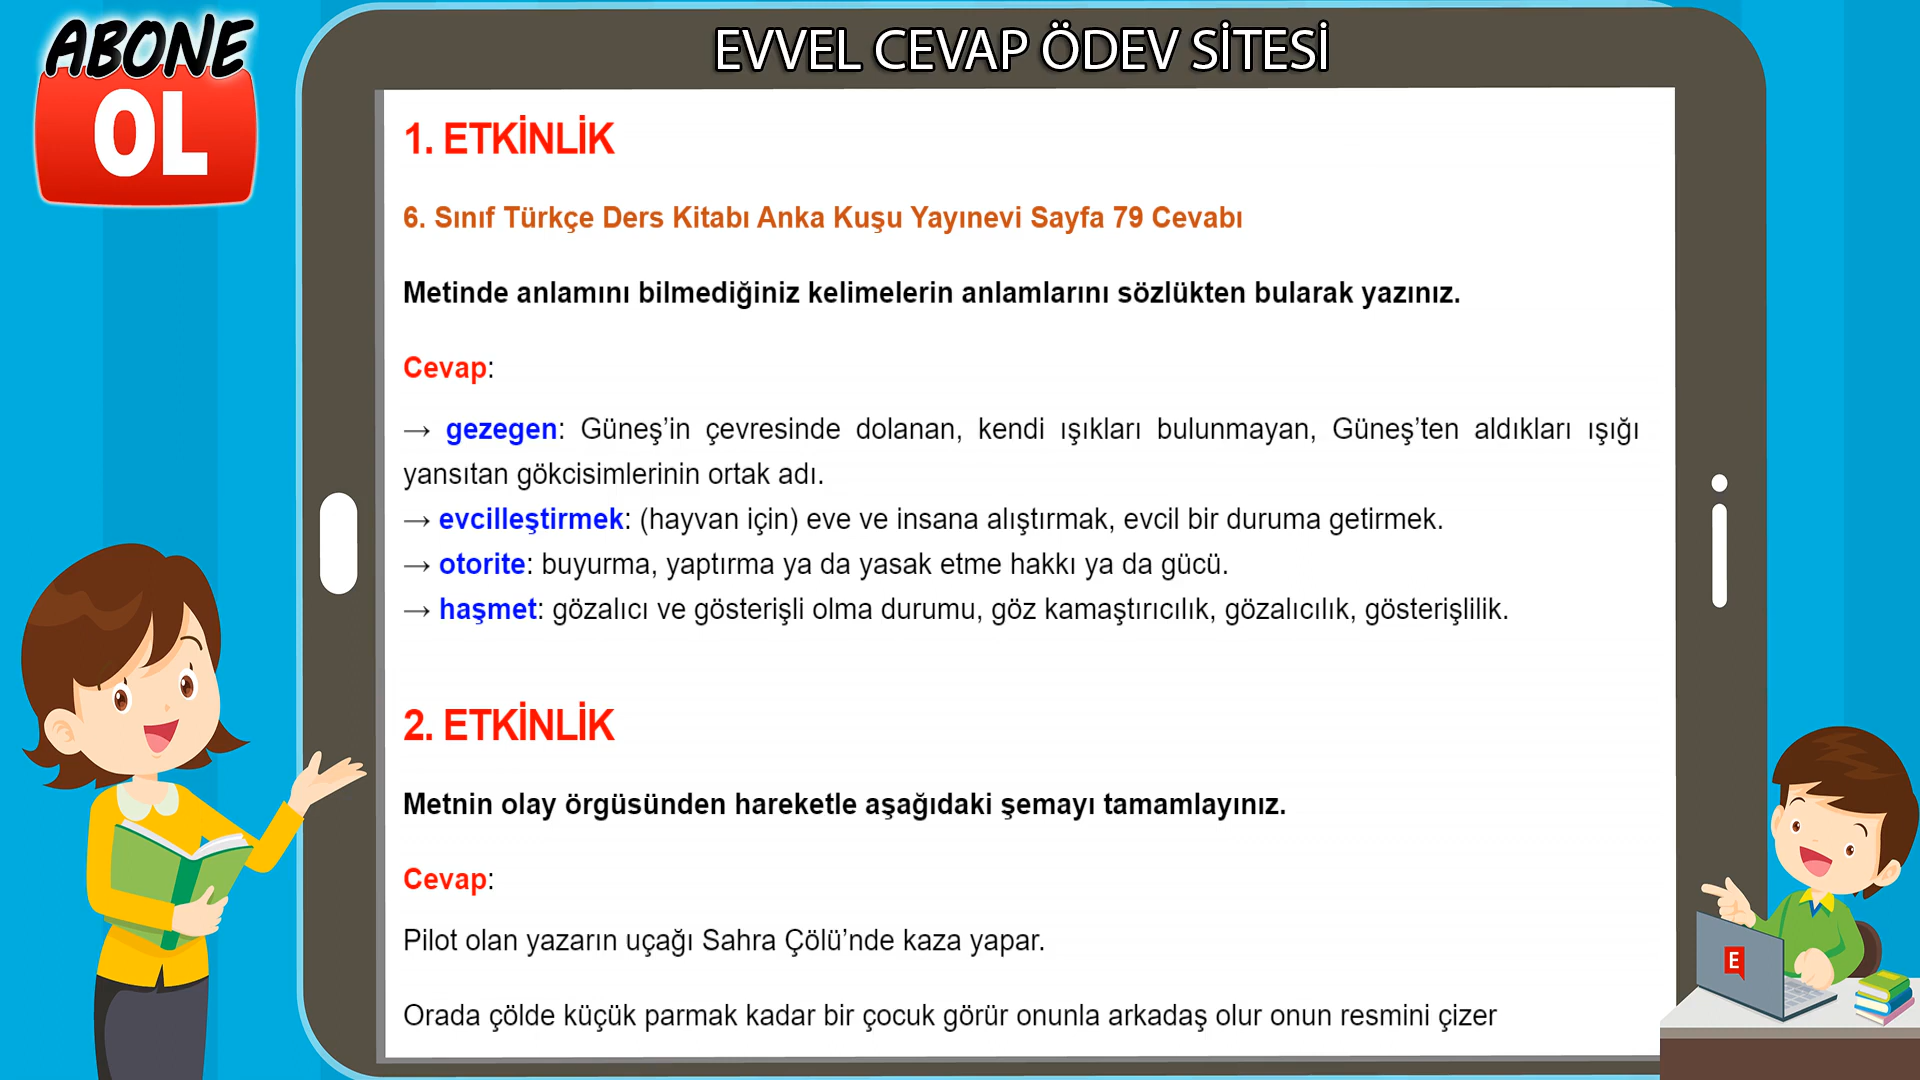 ABONE
OL
EVVEL CEVAP ÖDEV SİTESİ
1. ETKİNLİK
6. Sınıf Türkçe Ders Kitabı Anka Kuşu Yayınevi Sayfa 79 Cevabı
Metinde anlamını bilmediğiniz kelimelerin anlamlarını sözlükten bularak yazınız.
Cevap:
→ gezegen: Güneş’in çevresinde dolanan, kendi ışıkları bulunmayan, Güneş’ten aldıkları ışığı
yansıtan gökcisimlerinin ortak adı.
→ evcilleştirmek: (hayvan için) eve ve insana alıştırmak, evcil bir duruma getirmek.
→ otorite: buyurma, yaptırma ya da yasak etme hakkı ya da gücü.
→ haşmet: gözalıcı ve gösterişli olma durumu, göz kamaştırıcılık, gözalıcılık, gösterişlilik.
2. ETKİNLİK
Metnin olay örgüsünden hareketle aşağıdaki şemayı tamamlayınız.
Cevap:
Pilot olan yazarın uçağı Sahra Çölü’nde kaza yapar.
Orada çölde küçük parmak kadar bir çocuk görür onunla arkadaş olur onun resmini çizer
E